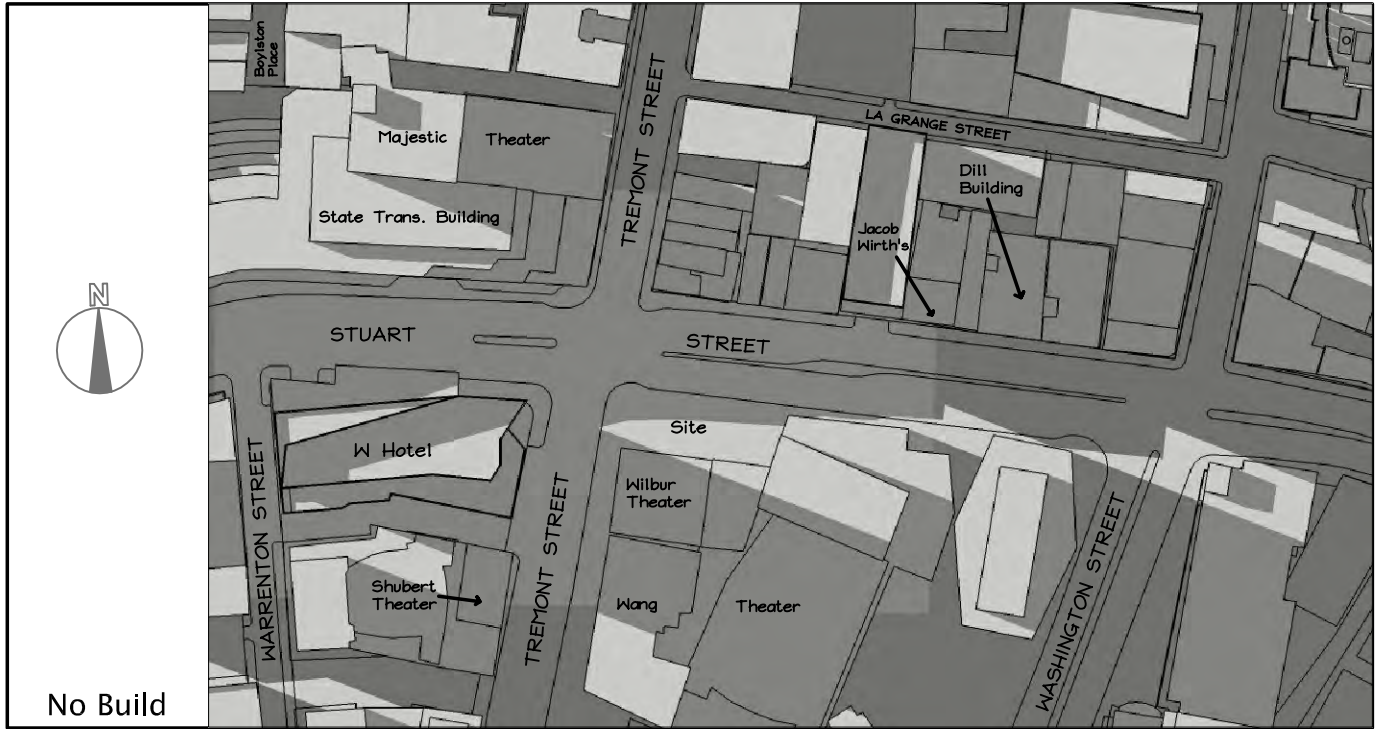 Boylston
Place
Majestic
Theater
State Trans. Building
TREMONT STREET
LA GRANGE STREET
Dill
Building
Jacob
Wirth's
N
STUART
STREET
Site
W Hotel
WARRENTON STREET
Wilbur
Theater
TREMONT STREET
WASHINGTON STREET
Shubert
Theater
Wang
Theater
No Build